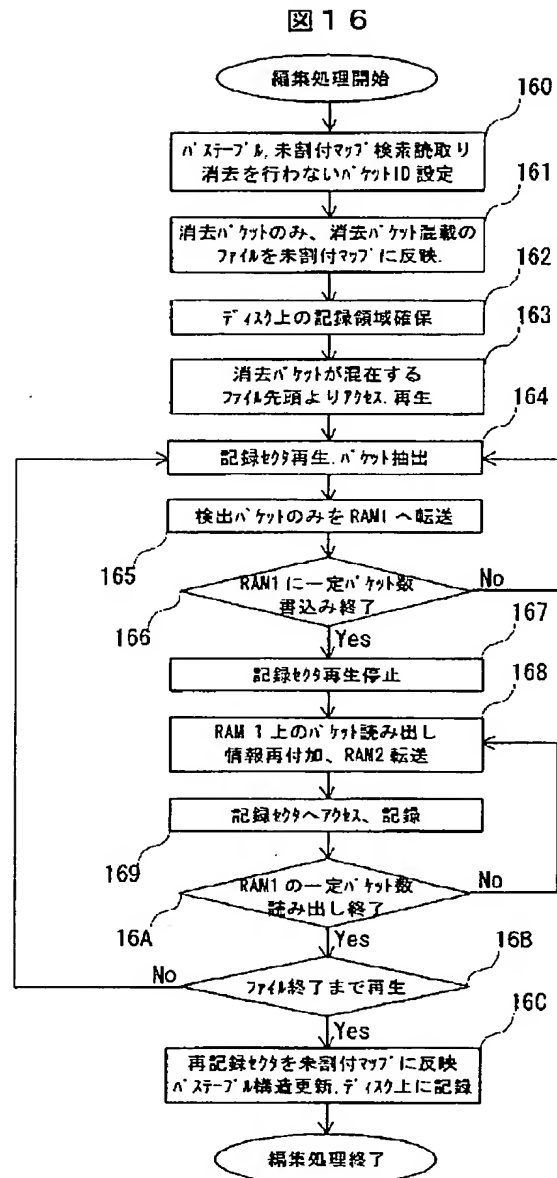 図16
編集処理開始
160
パステーブル,未割付マップ検索読取り
消去を行わないパケットID設定
161
消去パケットのみ、消去パケット混載の
ファイルを未割付マップに反映.
162
ディスク上の記録領域確保
163
消去パケットが混在する
ファイル先頭よりアクセス.再生
164
記録セクタ再生.パケット抽出
検出パケットのみをRAM1へ転送
165
RAM1に一定パケット数
書込み終了
No
166
Yes
167
記録セクタ再生停止
168
RAM1上のパケット読み出し
情報再付加、RAM2転送
記録セクタへアクセス、記録
169
RAM1の一定パケット数
読み出し終了
No
16A
Yes
16B
No
ファイル終了まで再生
Yes
16C
再記録セクタを未割付マップに反映
パステーブル構造更新.ディスク上に記録
編集処理終了